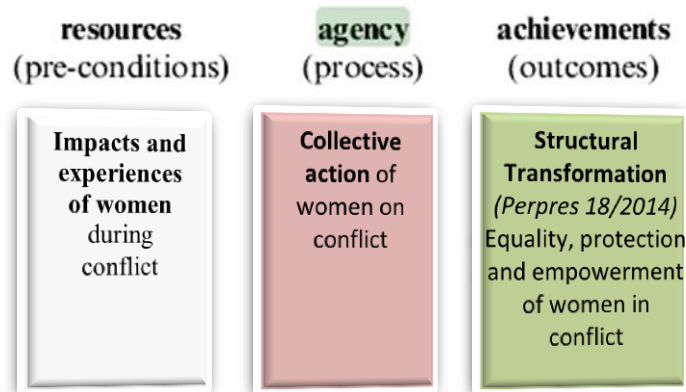 resources
(pre-conditions)
agency
(process)
achievements
(outcomes)
Impacts and
experiences
of women
during
conflict
Collective
action of
women on
conflict
Structural
Transformation
(Perpres 18/2014)
Equality, protection
and empowerment
of women in
conflict